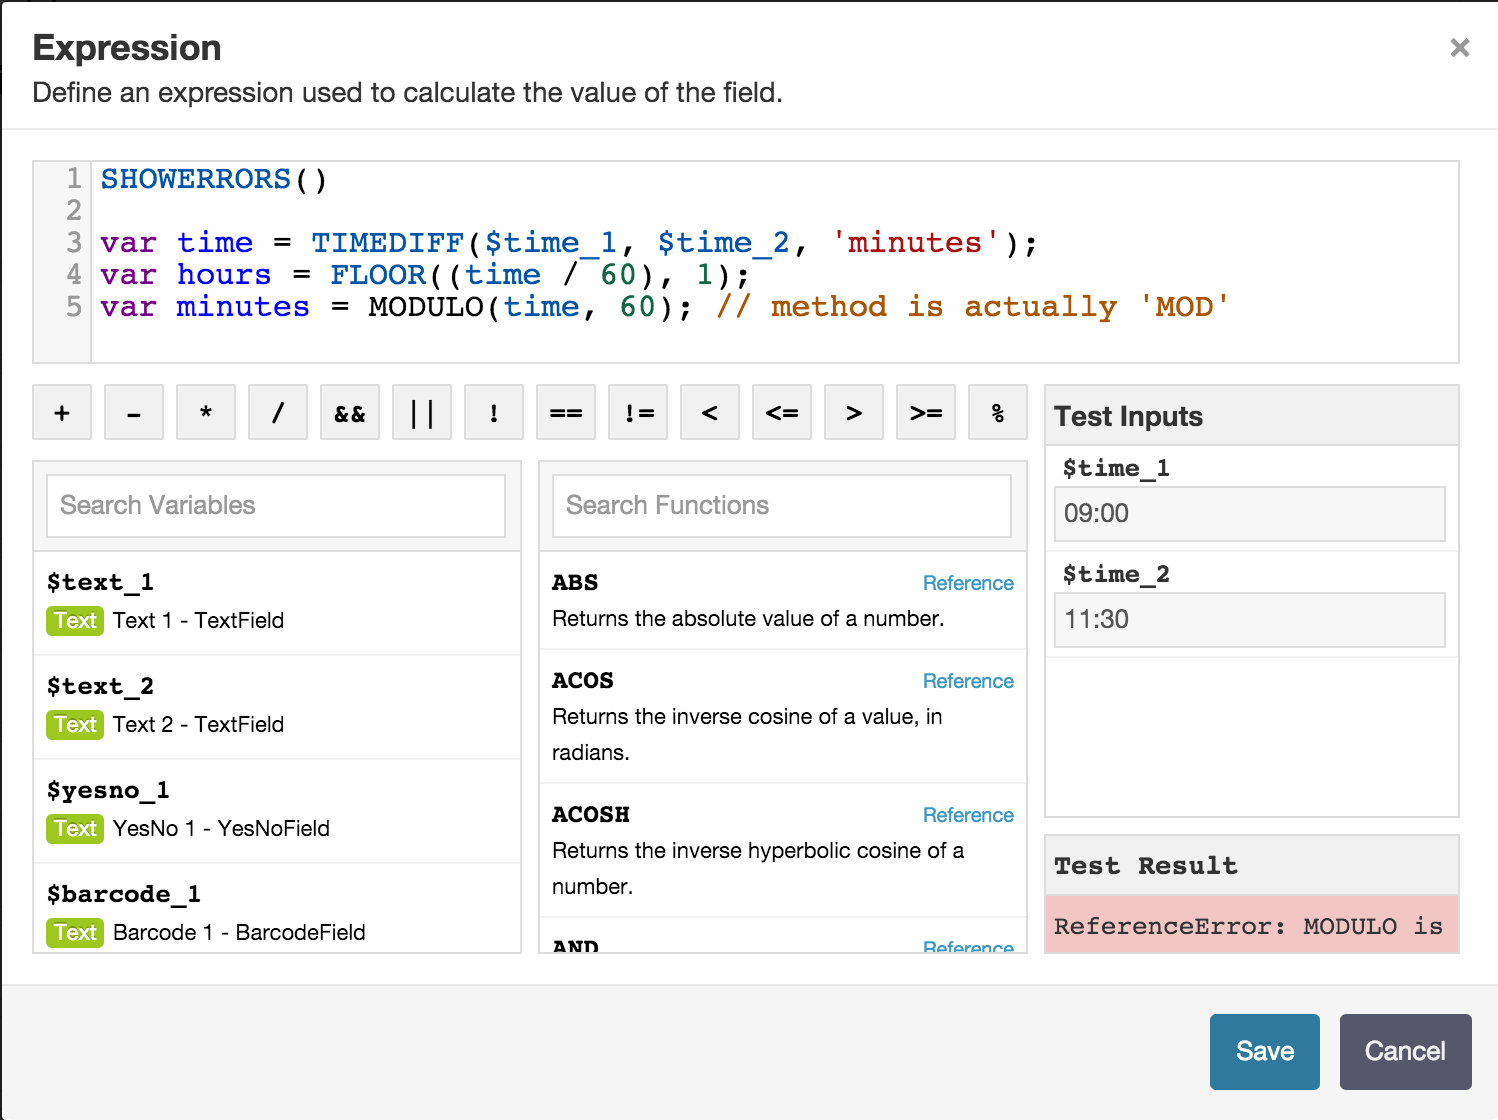 Expression
×
Define an expression used to calculate the value of the field.
1 SHOWERRORS()
2
3 var time = TIMEDIFF($time_1, $time_2, 'minutes');
4 var hours = FLOOR((time / 60), 1);
5 var minutes = MODULO(time, 60); // method is actually 'MOD'
+ - * / && || ! == != < <= > >= %
Search Variables
$text_1
Text Text 1 - TextField
$text_2
Text Text 2 - TextField
$yesno_1
Text YesNo 1 - YesNoField
$barcode_1
Text Barcode 1 - BarcodeField
Search Functions
ABS Reference
Returns the absolute value of a number.
ACOS Reference
Returns the inverse cosine of a value, in
radians.
ACOSH Reference
Returns the inverse hyperbolic cosine of a
number.
AND Reference
Test Inputs
$time_1
09:00
$time_2
11:30
Test Result
ReferenceError: MODULO is
Save Cancel